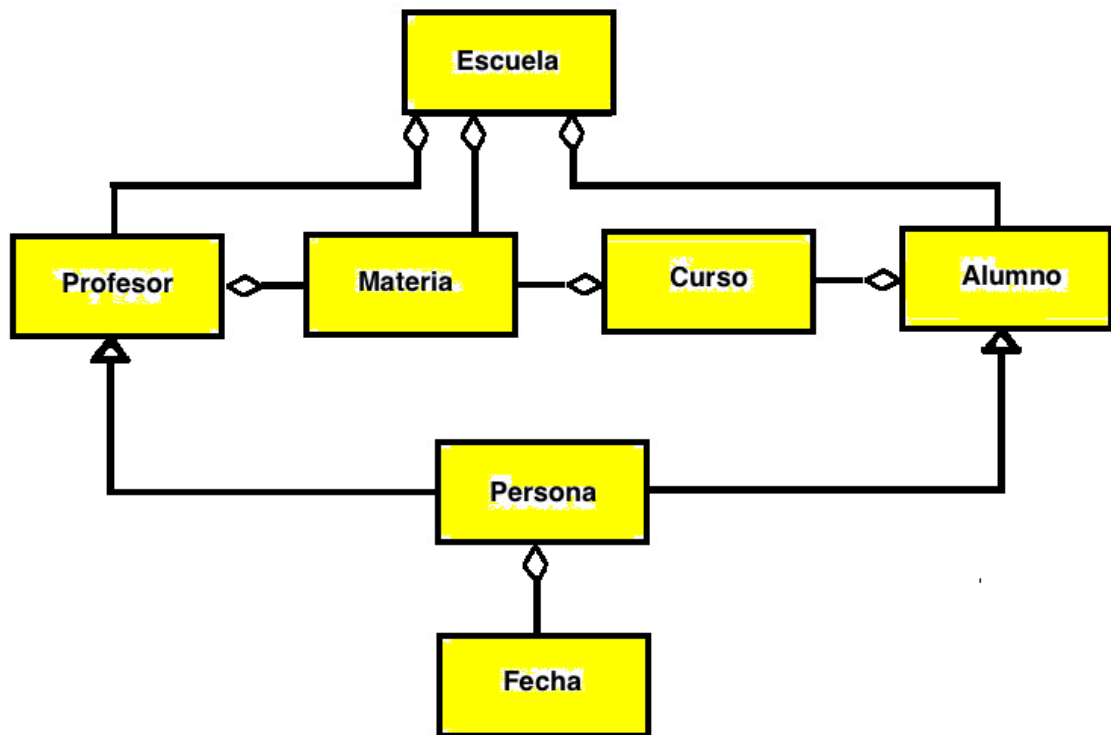 Escuela
Profesor
Materia
Curso
Alumno
Persona
Fecha